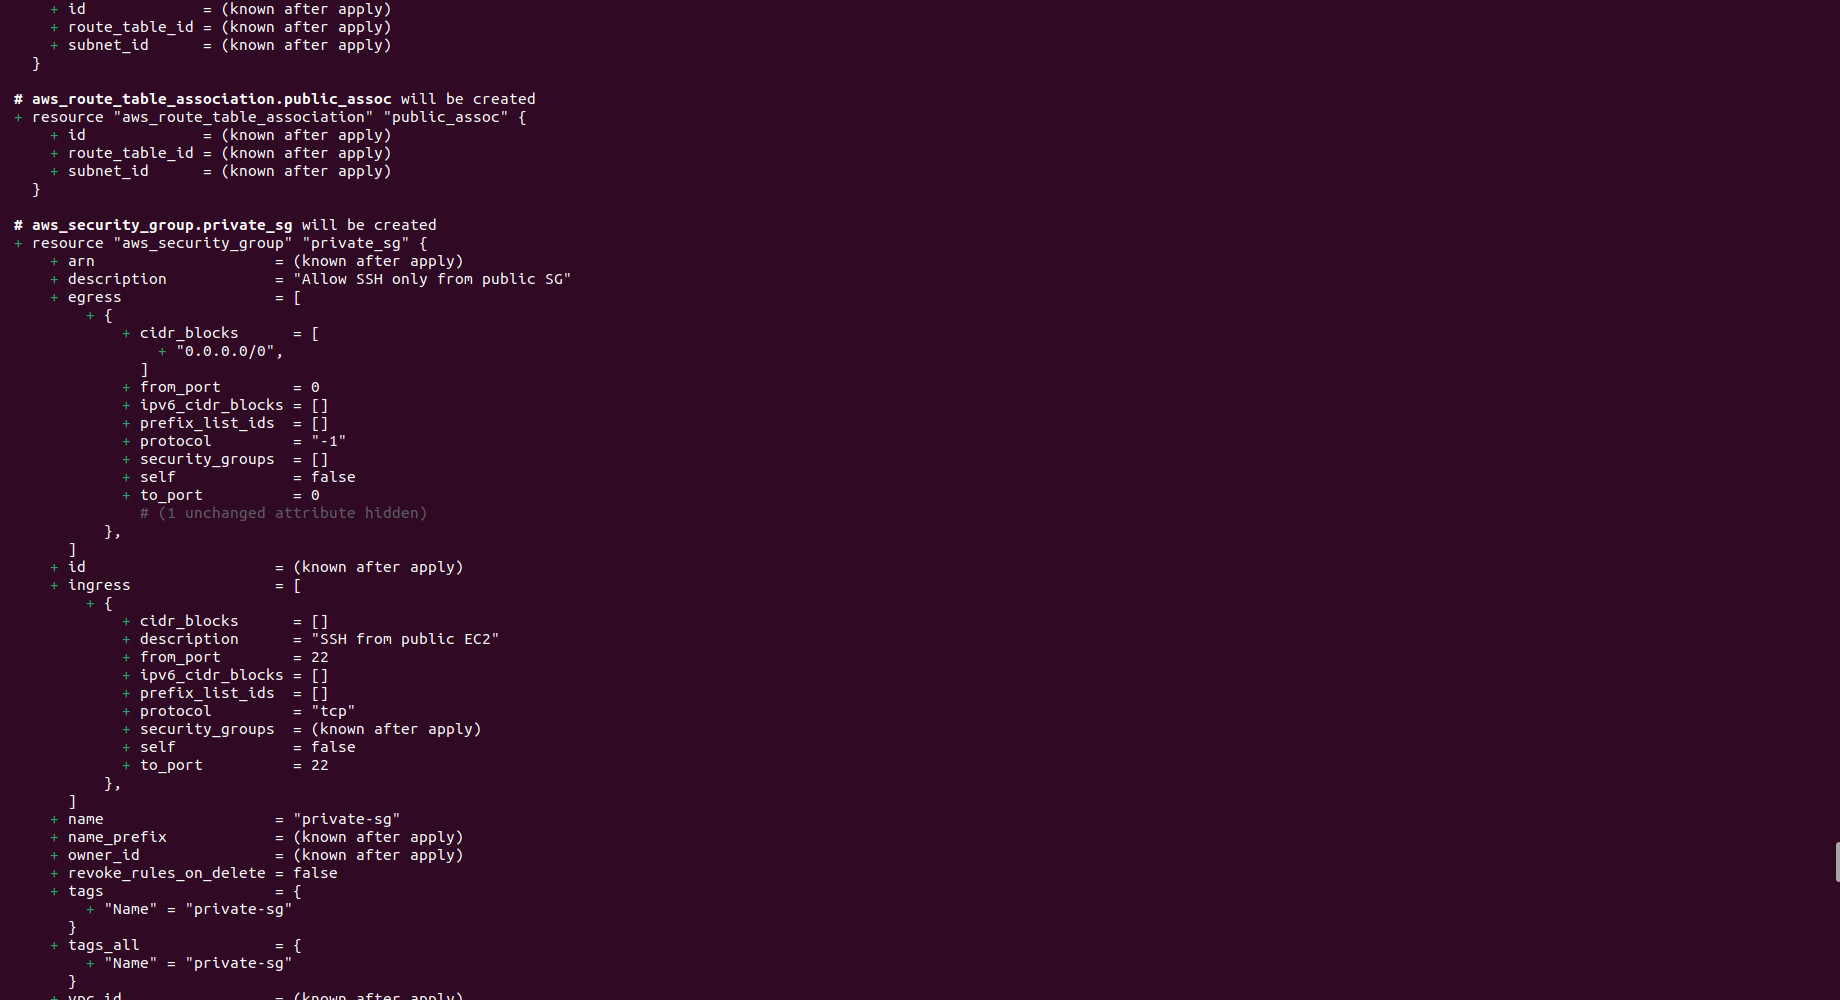 + id             = (known after apply)
+ route_table_id = (known after apply)
+ subnet_id      = (known after apply)
}
# aws_route_table_association.public_assoc will be created
+ resource "aws_route_table_association" "public_assoc" {
+ id             = (known after apply)
+ route_table_id = (known after apply)
+ subnet_id      = (known after apply)
}
# aws_security_group.private_sg will be created
+ resource "aws_security_group" "private_sg" {
+ arn                    = (known after apply)
+ description            = "Allow SSH only from public SG"
+ egress                 = [
+ {
+ cidr_blocks      = [
+ "0.0.0.0/0",
]
+ from_port        = 0
+ ipv6_cidr_blocks = []
+ prefix_list_ids  = []
+ protocol         = "-1"
+ security_groups  = []
+ self             = false
+ to_port          = 0
# (1 unchanged attribute hidden)
},
]
+ id                     = (known after apply)
+ ingress                = [
+ {
+ cidr_blocks      = []
+ description      = "SSH from public EC2"
+ from_port        = 22
+ ipv6_cidr_blocks = []
+ prefix_list_ids  = []
+ protocol         = "tcp"
+ security_groups  = (known after apply)
+ self             = false
+ to_port          = 22
},
]
+ name                   = "private-sg"
+ name_prefix            = (known after apply)
+ owner_id               = (known after apply)
+ revoke_rules_on_delete = false
+ tags                   = {
+ "Name" = "private-sg"
}
+ tags_all               = {
+ "Name" = "private-sg"
}
+ vpc_id                 = (known after apply)